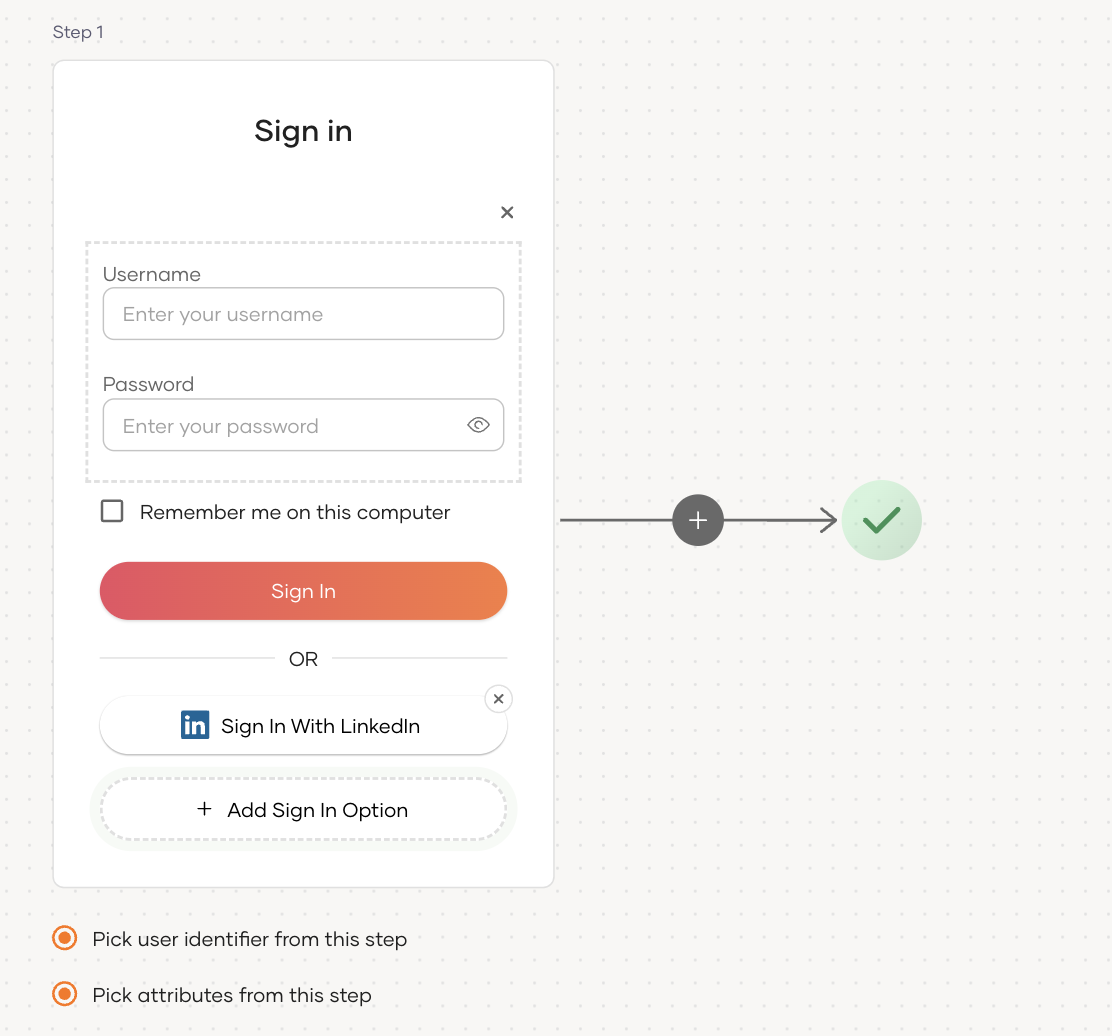 Step 1
Sign in
Username
Enter your username
Password
Enter your password
Remember me on this computer
Sign In
OR
in Sign In With LinkedIn
+ Add Sign In Option
Pick user identifier from this step
Pick attributes from this step